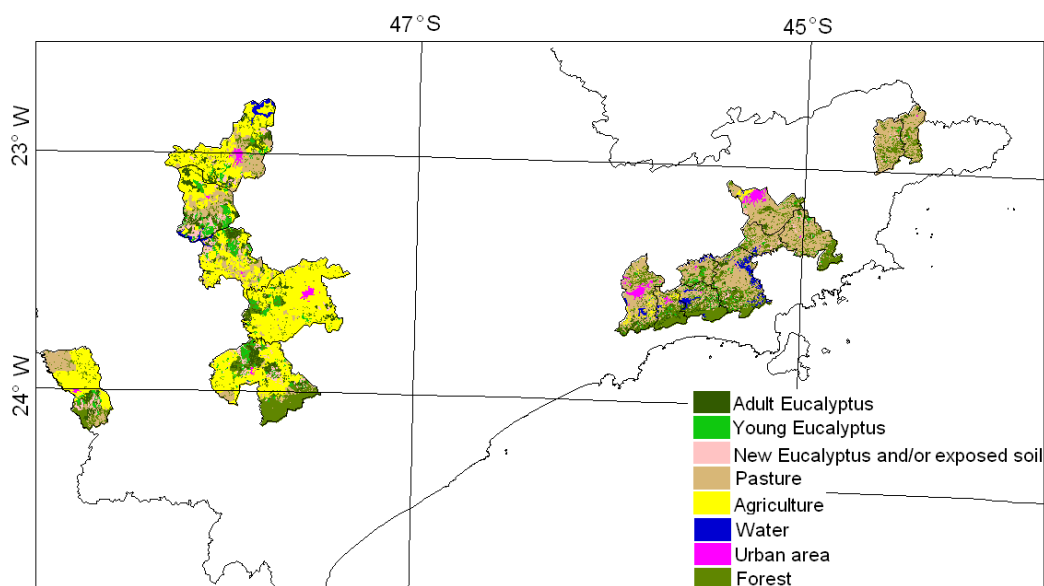 47°S
45°S
23° W
24° W
Adult Eucalyptus
Young Eucalyptus
New Eucalyptus and/or exposed soil
Pasture
Agriculture
Water
Urban area
Forest